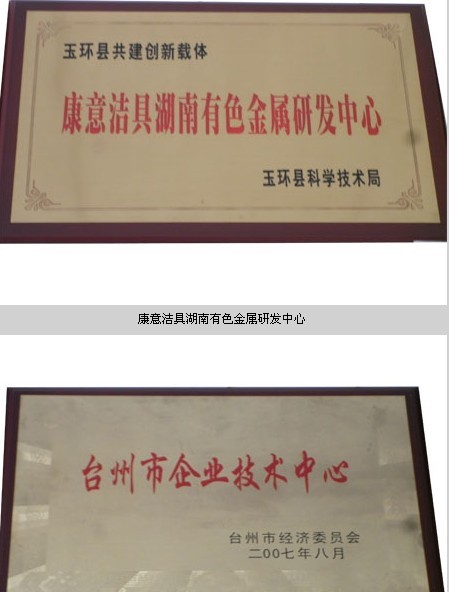 玉环县共建创新载体
康意洁具湖南有色金属研发中心
玉环县科学技术局
康意洁具湖南有色金属研发中心
台州市企业技术中心
台州市经济委员会
二OO七年八月